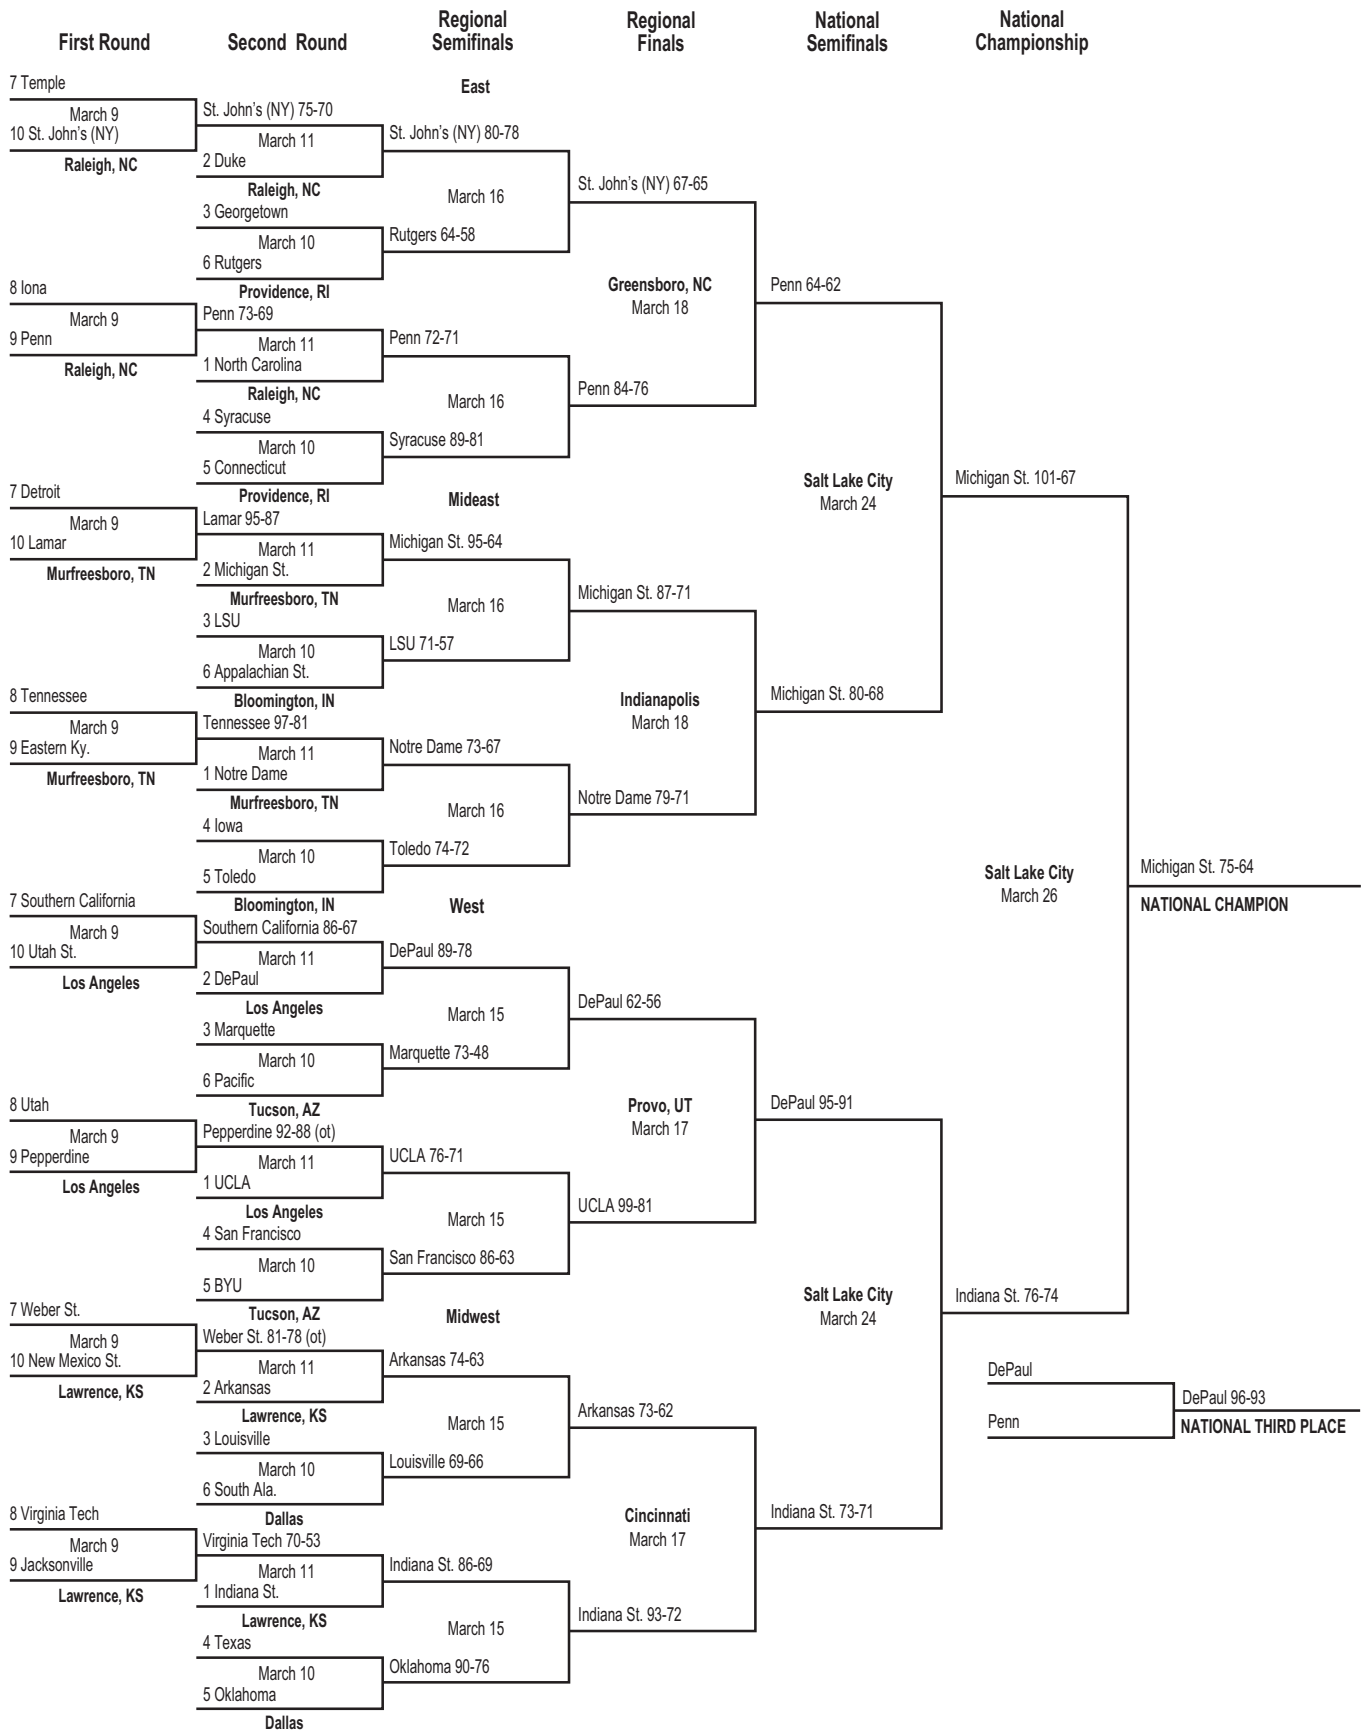 First Round
Second Round
Regional
Semifinals
Regional
Finals
National
Semifinals
National
Championship
East
7 Temple
March 9
10 St. John's (NY)
Raleigh, NC
St. John's (NY) 75-70
March 11
2 Duke
Raleigh, NC
St. John's (NY) 80-78
March 16
3 Georgetown
March 10
6 Rutgers
Providence, RI
Rutgers 64-58
St. John's (NY) 67-65
Greensboro, NC
March 18
8 Iona
March 9
9 Penn
Raleigh, NC
Penn 73-69
March 11
1 North Carolina
Raleigh, NC
Penn 72-71
March 16
4 Syracuse
March 10
5 Connecticut
Providence, RI
Syracuse 89-81
Penn 84-76
Penn 64-62
Salt Lake City
March 24
Michigan St. 101-67
Mideast
7 Detroit
March 9
10 Lamar
Murfreesboro, TN
Lamar 95-87
March 11
2 Michigan St.
Murfreesboro, TN
Michigan St. 95-64
March 16
3 LSU
March 10
6 Appalachian St.
Bloomington, IN
LSU 71-57
Michigan St. 87-71
Indianapolis
March 18
8 Tennessee
March 9
9 Eastern Ky.
Murfreesboro, TN
Tennessee 97-81
March 11
1 Notre Dame
Murfreesboro, TN
Notre Dame 73-67
March 16
4 Iowa
March 10
5 Toledo
Bloomington, IN
Toledo 74-72
Notre Dame 79-71
Michigan St. 80-68
Salt Lake City
March 26
Michigan St. 75-64
NATIONAL CHAMPION
West
7 Southern California
March 9
10 Utah St.
Los Angeles
Southern California 86-67
March 11
2 DePaul
Los Angeles
DePaul 89-78
March 15
3 Marquette
March 10
6 Pacific
Tucson, AZ
Marquette 73-48
DePaul 62-56
Provo, UT
March 17
8 Utah
March 9
9 Pepperdine
Los Angeles
Pepperdine 92-88 (ot)
March 11
1 UCLA
Los Angeles
UCLA 76-71
March 15
4 San Francisco
March 10
5 BYU
Tucson, AZ
San Francisco 86-63
UCLA 99-81
DePaul 95-91
Salt Lake City
March 24
Indiana St. 76-74
Midwest
7 Weber St.
March 9
10 New Mexico St.
Lawrence, KS
Weber St. 81-78 (ot)
March 11
2 Arkansas
Lawrence, KS
Arkansas 74-63
March 15
3 Louisville
March 10
6 South Ala.
Dallas
Louisville 69-66
Arkansas 73-62
Cincinnati
March 17
8 Virginia Tech
March 9
9 Jacksonville
Lawrence, KS
Virginia Tech 70-53
March 11
1 Indiana St.
Lawrence, KS
Indiana St. 86-69
March 15
4 Texas
March 10
5 Oklahoma
Dallas
Oklahoma 90-76
Indiana St. 93-72
Indiana St. 73-71
DePaul
Penn
DePaul 96-93
NATIONAL THIRD PLACE